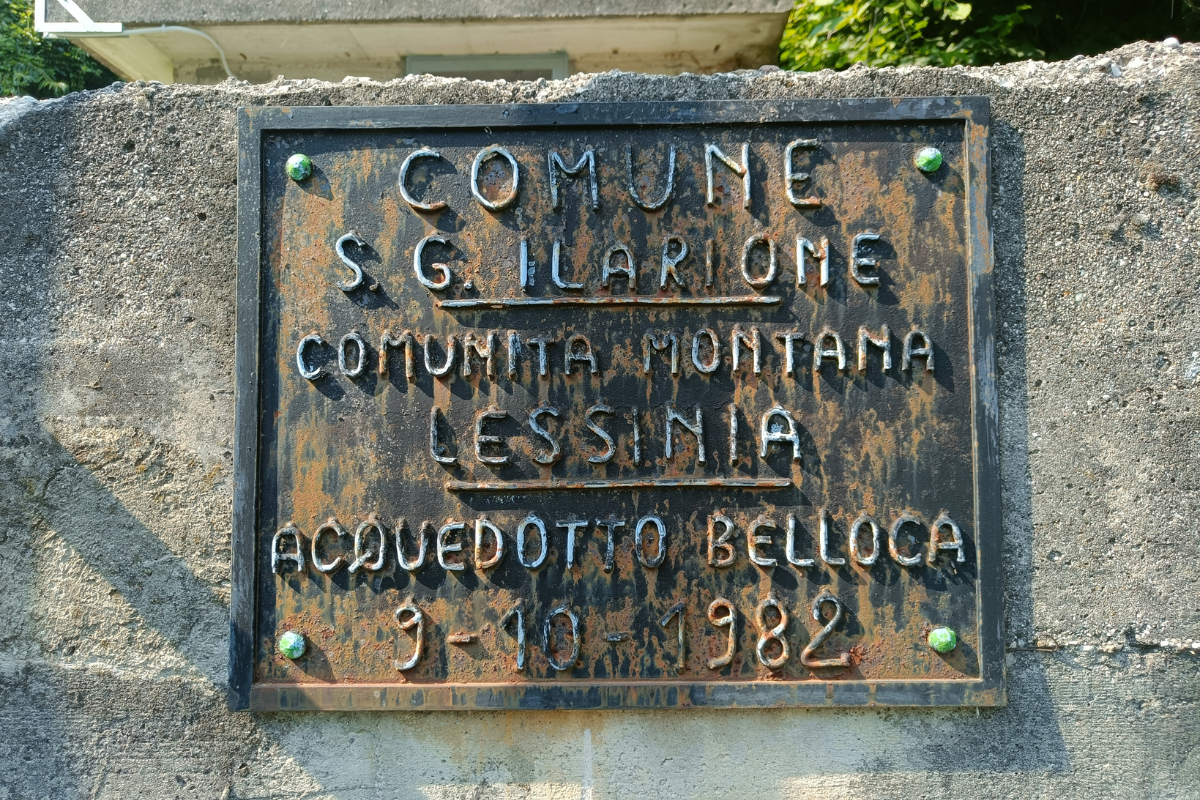 COMUNE
S. G. ILARIONE
COMUNITA MONTANA
LESSINIA
ACQUEDOTTO BELLOCA
9-10-1982